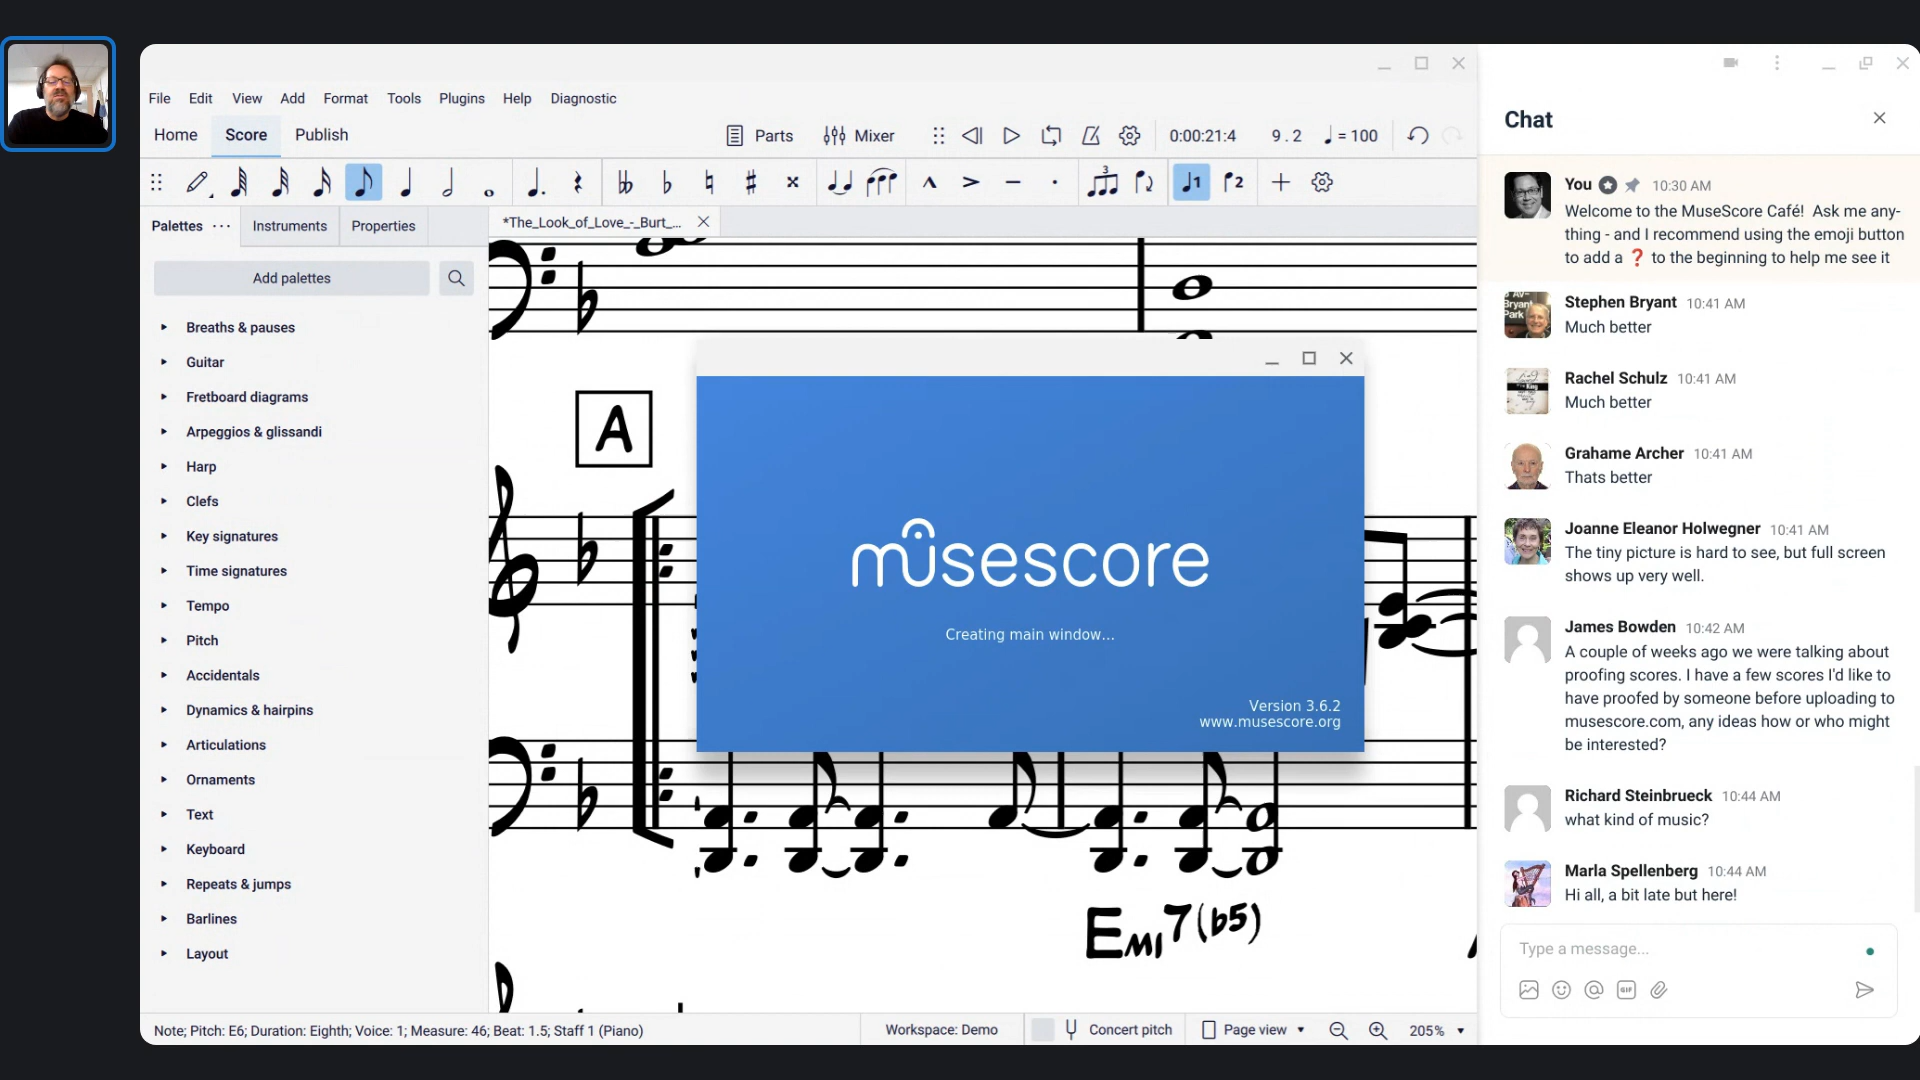 File Edit View Add Format Tools Plugins Help Diagnostic
Home Score Publish Parts Mixer 0:00:21:4 9 . 2 = 100
3 1 2
Palettes ··· Instruments Properties *The_Look_of_Love_-_Burt_...
Add palettes
Breaths & pauses
Guitar
Fretboard diagrams
Arpeggios & glissandi
Harp
Clefs
Key signatures
Time signatures
Tempo
Pitch
Accidentals
Dynamics & hairpins
Articulations
Ornaments
Text
Keyboard
Repeats & jumps
Barlines
Layout
A
musescore
Creating main window...
Version 3.6.2
www.musescore.org
EMI7(b5)
Note; Pitch: E6; Duration: Eighth; Voice: 1; Measure: 46; Beat: 1.5; Staff 1 (Piano) Workspace: Demo Concert pitch Page view 205%
Chat
You 10:30 AM
Welcome to the MuseScore Café! Ask me any-
thing - and I recommend using the emoji button
to add a ❓ to the beginning to help me see it
Stephen Bryant 10:41 AM
Much better
Rachel Schulz 10:41 AM
Much better
Grahame Archer 10:41 AM
Thats better
Joanne Eleanor Holwegner 10:41 AM
The tiny picture is hard to see, but full screen
shows up very well.
James Bowden 10:42 AM
A couple of weeks ago we were talking about
proofing scores. I have a few scores I'd like to
have proofed by someone before uploading to
musescore.com, any ideas how or who might
be interested?
Richard Steinbrueck 10:44 AM
what kind of music?
Marla Spellenberg 10:44 AM
Hi all, a bit late but here!
Type a message...
GIF